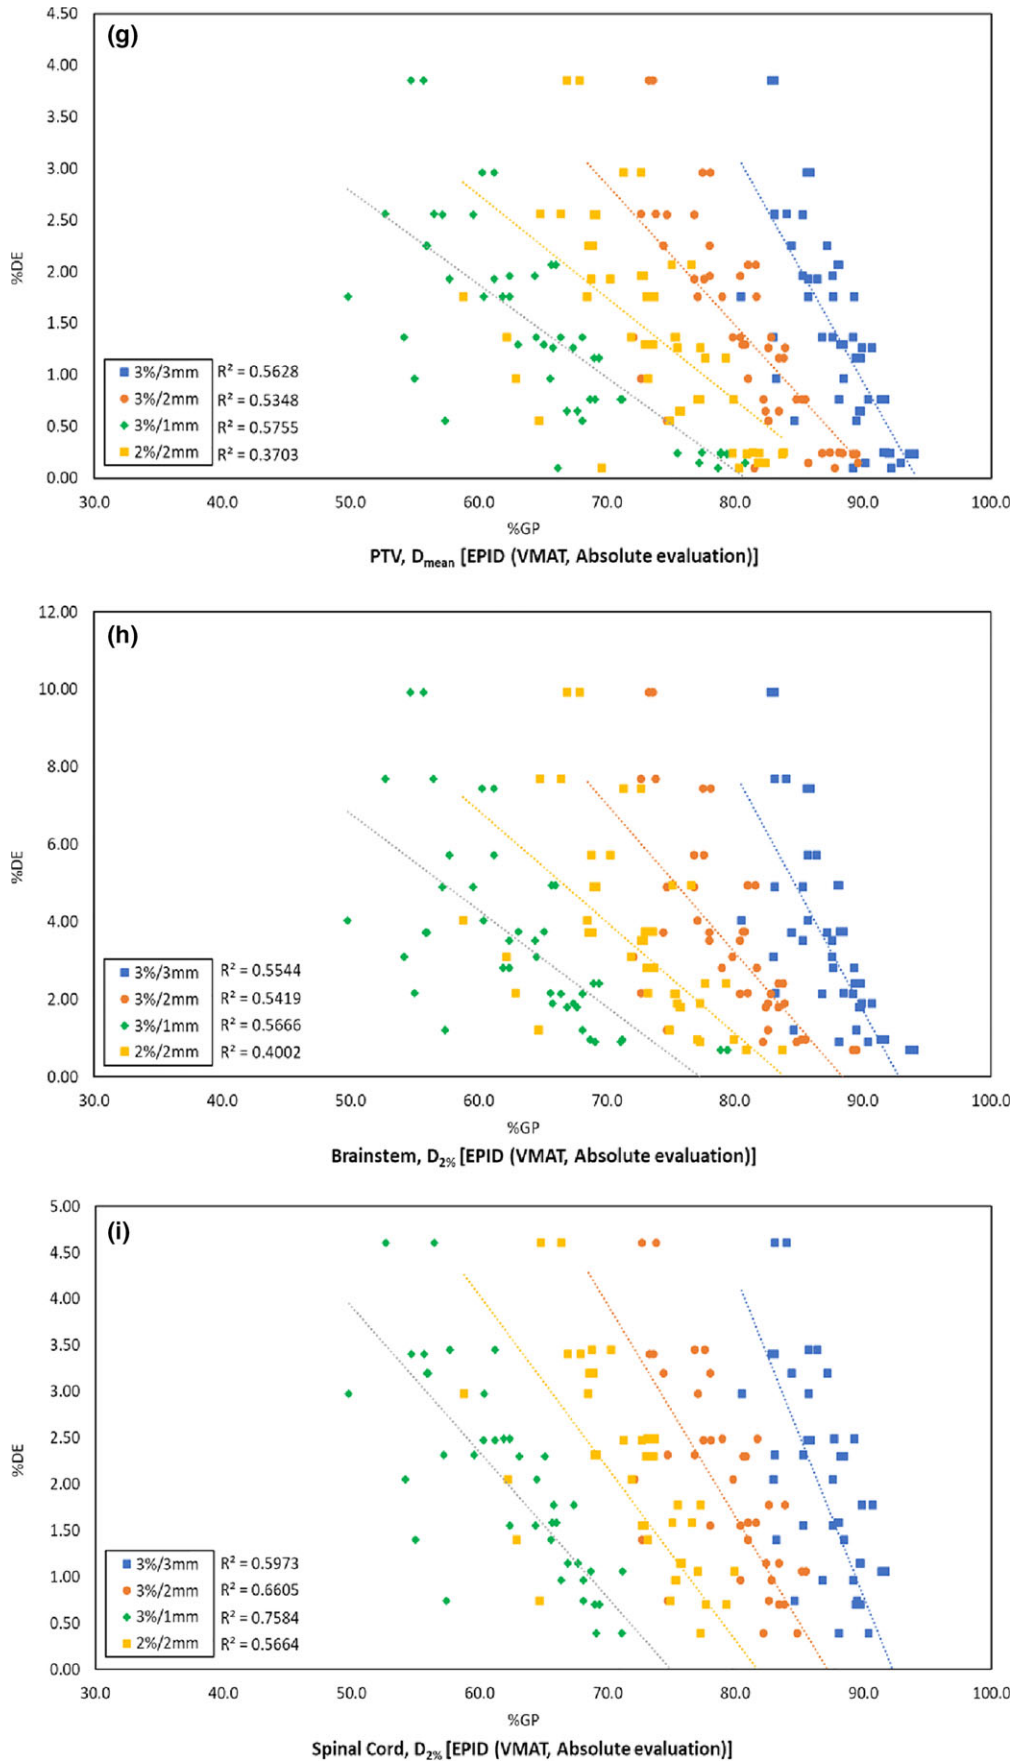 (g)
4.50
4.00
3.50
3.00
2.50
2.00
1.50
1.00
0.50
0.00
%DE
3%/3mm R² = 0.5628
3%/2mm R² = 0.5348
3%/1mm R² = 0.5755
2%/2mm R² = 0.3703
30.0 40.0 50.0 60.0 70.0 80.0 90.0 100.0
%GP
PTV, Dmean [EPID (VMAT, Absolute evaluation)]
(h)
12.00
10.00
8.00
6.00
4.00
2.00
0.00
%DE
3%/3mm R² = 0.5544
3%/2mm R² = 0.5419
3%/1mm R² = 0.5666
2%/2mm R² = 0.4002
30.0 40.0 50.0 60.0 70.0 80.0 90.0 100.0
%GP
Brainstem, D2% [EPID (VMAT, Absolute evaluation)]
(i)
5.00
4.50
4.00
3.50
3.00
2.50
2.00
1.50
1.00
0.50
0.00
%DE
3%/3mm R² = 0.5973
3%/2mm R² = 0.6605
3%/1mm R² = 0.7584
2%/2mm R² = 0.5664
30.0 40.0 50.0 60.0 70.0 80.0 90.0 100.0
%GP
Spinal Cord, D2% [EPID (VMAT, Absolute evaluation)]